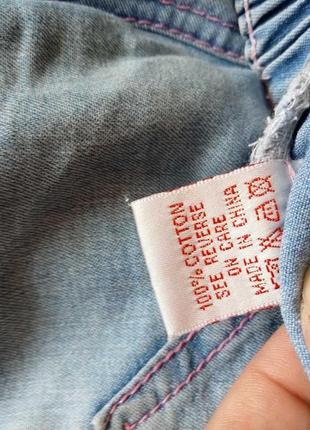 100% COTTON
SEE REVERSE
ON CARE
MADE IN CHINA